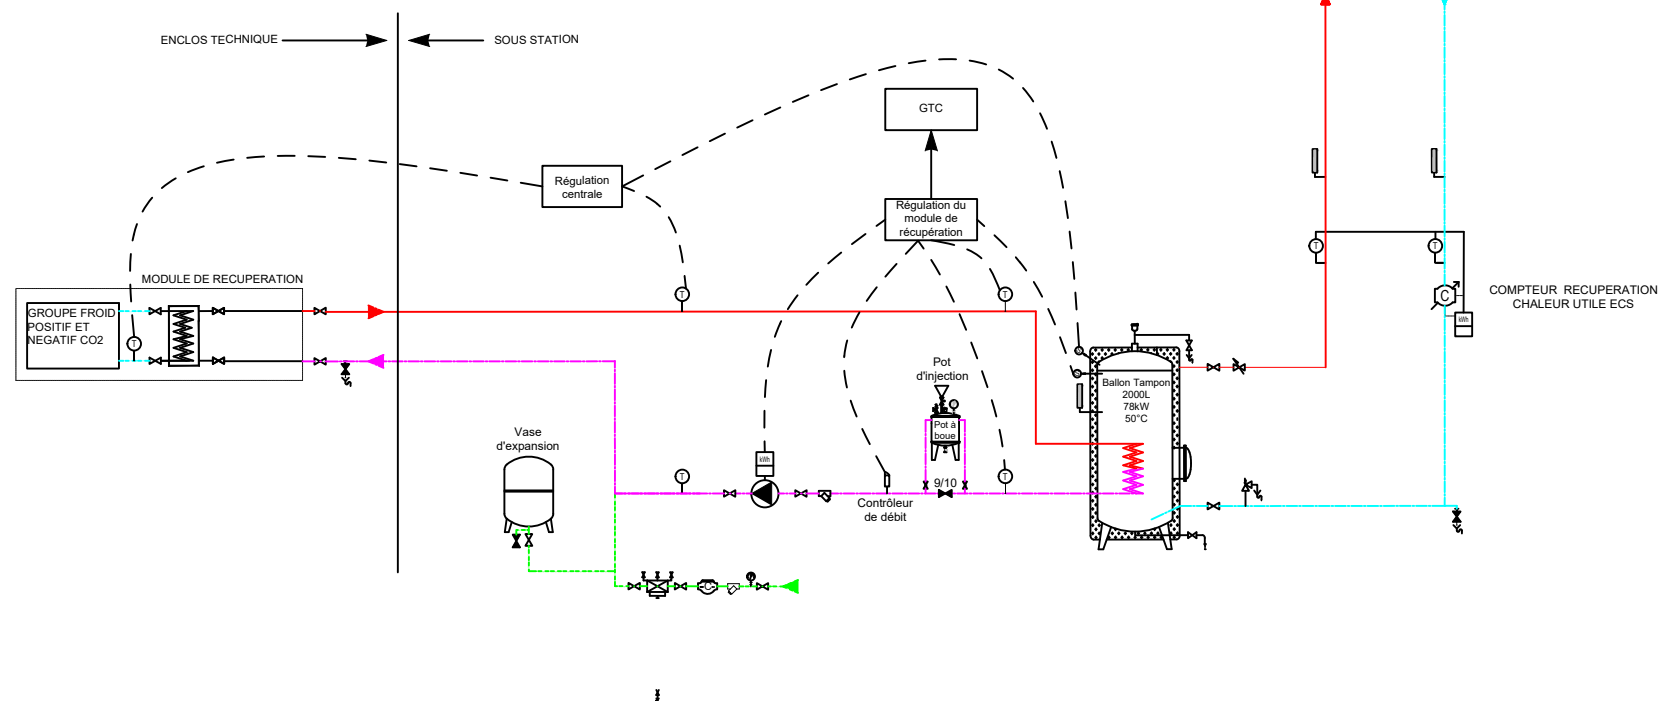 ENCLOS TECHNIQUE
SOUS STATION
GTC
Régulation
centrale
Régulation du
module de
récupération
MODULE DE RECUPERATION
GROUPE FROID
POSITIF ET
NEGATIF CO2
T
T
T
T
T
C
kWh
COMPTEUR RECUPERATION
CHALEUR UTILE ECS
Pot
d'injection
Pot à
boue
9/10
Ballon Tampon
2000L
78kW
50°C
Vase
d'expansion
kWh
T
T
Contrôleur
de débit
C